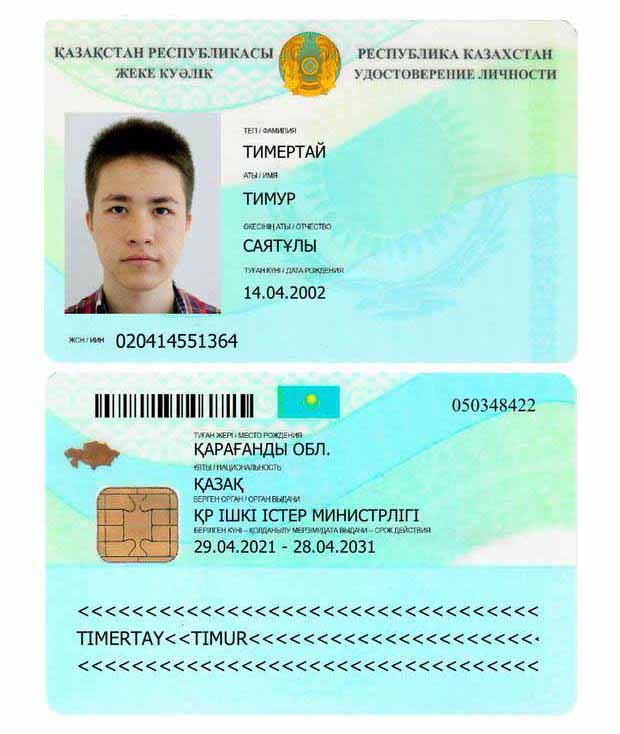 ҚАЗАҚСТАН РЕСПУБЛИКАСЫ
ЖЕКЕ КУӘЛІК
РЕСПУБЛИКА КАЗАХСТАН
УДОСТОВЕРЕНИЕ ЛИЧНОСТИ
ТЕГІ / ФАМИЛИЯ
ТИМЕРТАЙ
АТЫ / ИМЯ
ТИМУР
ӘКЕСІНІҢ АТЫ / ОТЧЕСТВО
САЯТҰЛЫ
ТУҒАН КҮНІ / ДАТА РОЖДЕНИЯ
14.04.2002
ЖСН / ИИН 020414551364
050348422
ТУҒАН ЖЕРІ / МЕСТО РОЖДЕНИЯ
ҚАРАҒАНДЫ ОБЛ.
ҰЛТЫ / НАЦИОНАЛЬНОСТЬ
ҚАЗАҚ
БЕРГЕН ОРГАН / ОРГАН ВЫДАЧИ
ҚР ІШКІ ІСТЕР МИНИСТРЛІГІ
БЕРІЛГЕН КҮНІ – ҚОЛДАНЫЛУ МЕРЗІМІ/ДАТА ВЫДАЧИ – СРОК ДЕЙСТВИЯ
29.04.2021 - 28.04.2031
<<<<<<<<<<<<<<<<<<<<<<<<<<<<<<<<<<
TIMERTAY<<TIMUR<<<<<<<<<<<<<<<<<<<<<<
<<<<<<<<<<<<<<<<<<<<<<<<<<<<<<<<<<